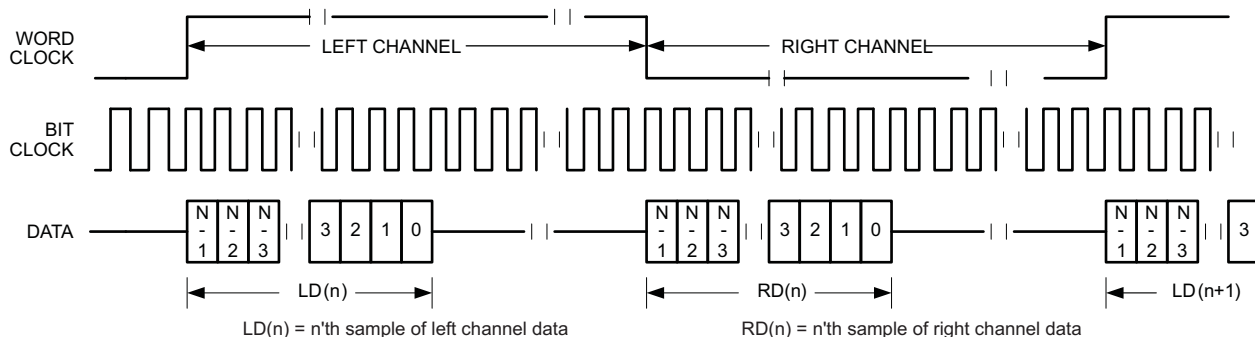 WORD
CLOCK
LEFT CHANNEL
RIGHT CHANNEL
BIT
CLOCK
DATA
N
-
1
N
-
2
N
-
3
3
2
1
0
N
-
1
N
-
2
N
-
3
3
2
1
0
N
-
1
N
-
2
N
-
3
3
LD(n)
RD(n)
LD(n+1)
LD(n) = n'th sample of left channel data
RD(n) = n'th sample of right channel data